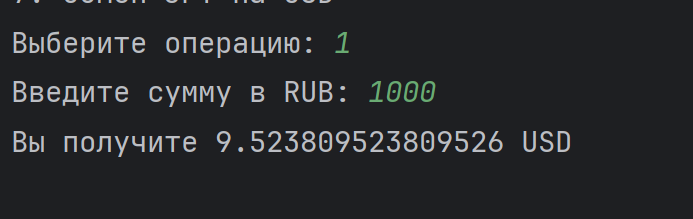 Выберите операцию: 1
Введите сумму в RUB: 1000
Вы получите 9.523809523809526 USD